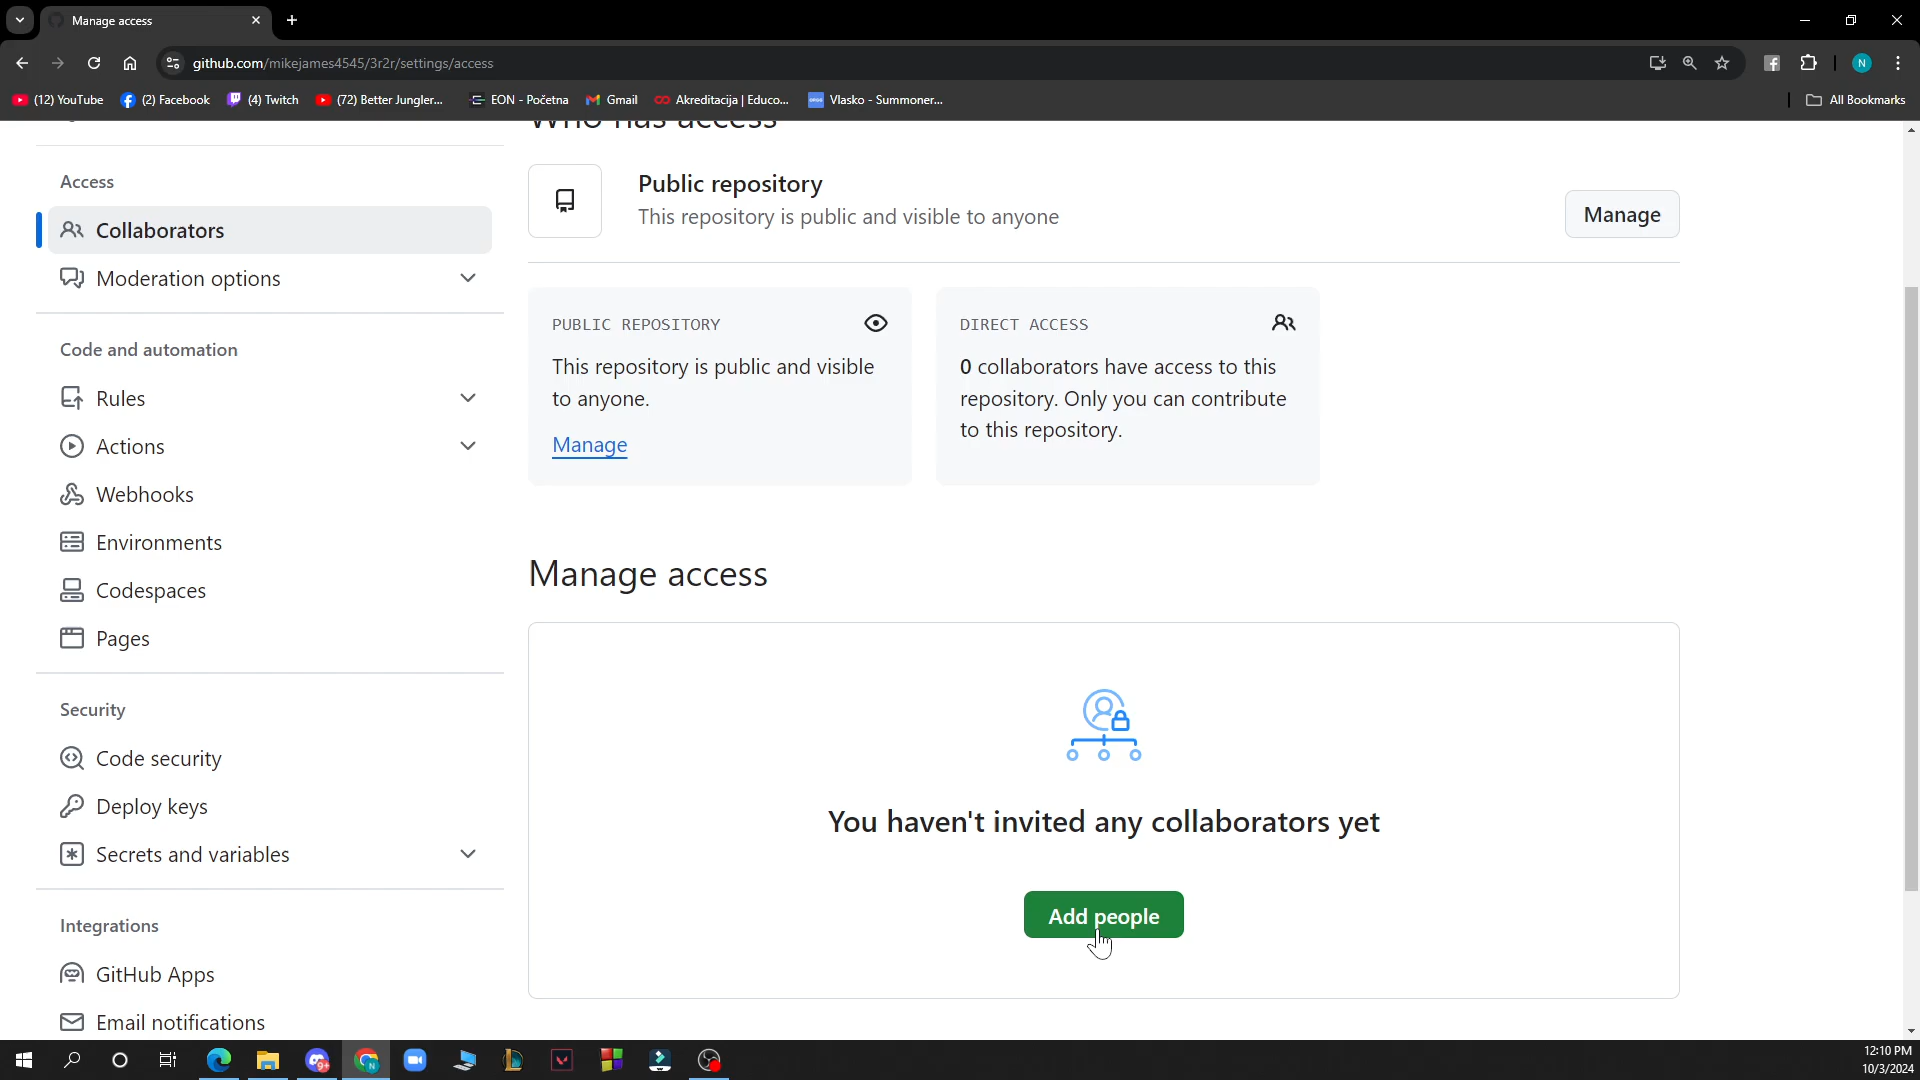 Manage access
github.com/mikejames4545/3r2r/settings/access
(12) YouTube
(2) Facebook
(4) Twitch
(72) Better Jungler...
EON - Početna
Gmail
Akreditacija | Educo...
Vlasko - Summoner...
All Bookmarks
N
Who has access
Access
Collaborators
Moderation options
Code and automation
Rules
Actions
Webhooks
Environments
Codespaces
Pages
Security
Code security
Deploy keys
Secrets and variables
Integrations
GitHub Apps
Email notifications
Public repository
This repository is public and visible to anyone
Manage
PUBLIC REPOSITORY
This repository is public and visible
to anyone.
Manage
DIRECT ACCESS
0 collaborators have access to this
repository. Only you can contribute
to this repository.
Manage access
You haven't invited any collaborators yet
Add people
9+
N
12:10 PM
10/3/2024